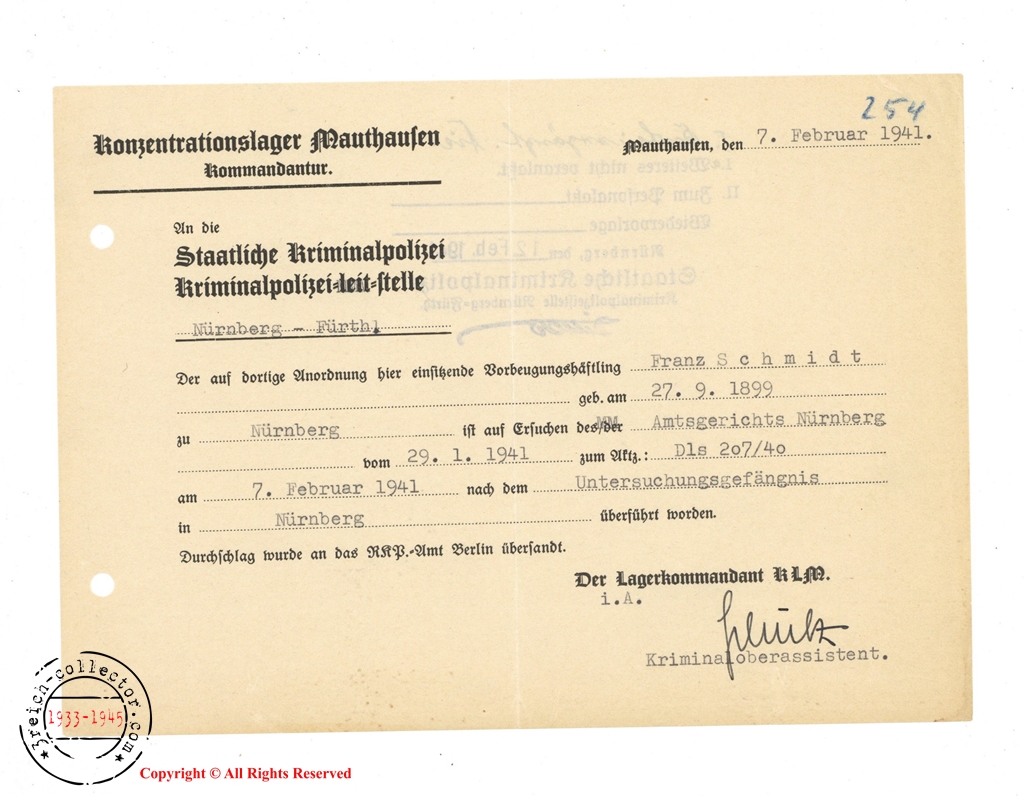 254
Konzentrationslager Mauthausen
Kommandantur.
Mauthausen, den 7. Februar 1941.
An die
Staatliche Kriminalpolizei
Kriminalpolizei-leit-stelle
Nürnberg - Fürth
Der auf dortige Anordnung hier einsitzende Vorbeugungshäftling Franz S c h m i d t
geb. am 27. 9. 1899
zu Nürnberg ist auf Ersuchen des/der Amtsgerichts Nürnberg
vom 29. 1. 1941 zum Aktz.: Dls 2o7/4o
am 7. Februar 1941 nach dem Untersuchungsgefängnis
in Nürnberg überführt worden.
Durchschlag wurde an das RKP.-Amt Berlin übersandt.
Der Lagerkommandant KLM.
i.A.
Kriminaloberassistent.
3reich-collector.com
1933-1945
Copyright © All Rights Reserved